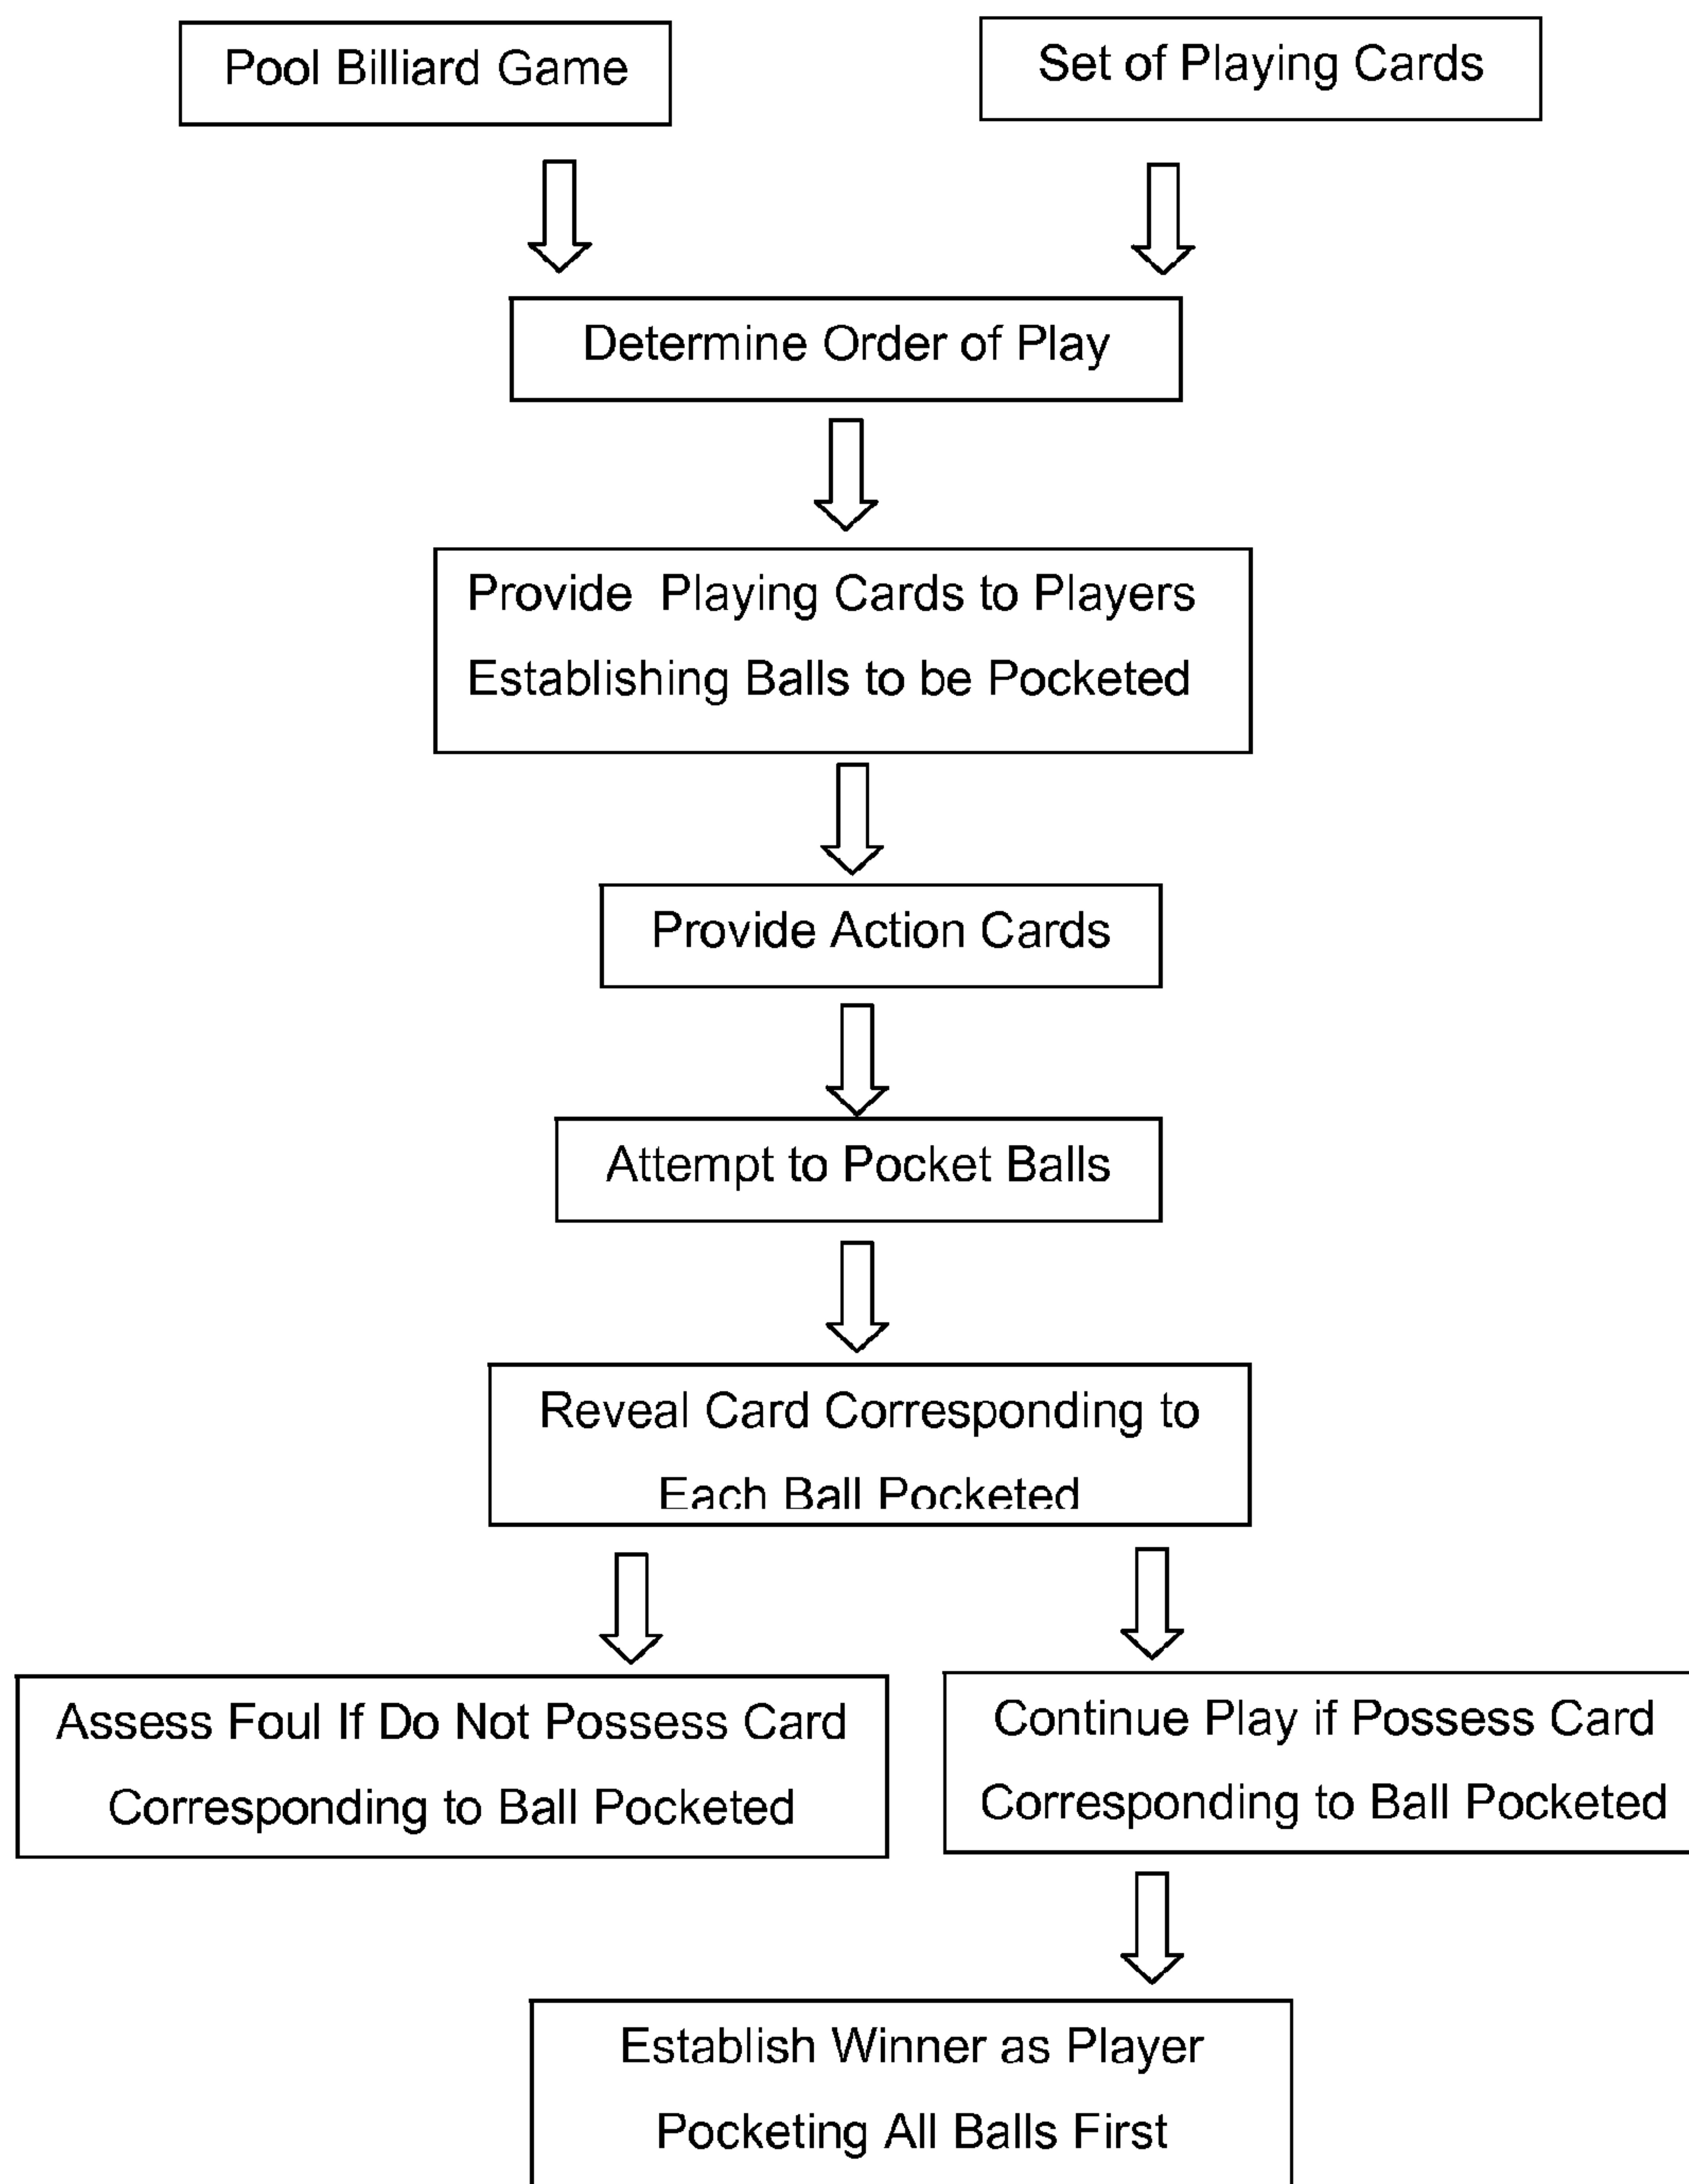 Pool Billiard Game
Set of Playing Cards
Determine Order of Play
Provide Playing Cards to Players
Establishing Balls to be Pocketed
Provide Action Cards
Attempt to Pocket Balls
Reveal Card Corresponding to
Each Ball Pocketed
Assess Foul If Do Not Possess Card
Corresponding to Ball Pocketed
Continue Play if Possess Card
Corresponding to Ball Pocketed
Establish Winner as Player
Pocketing All Balls First